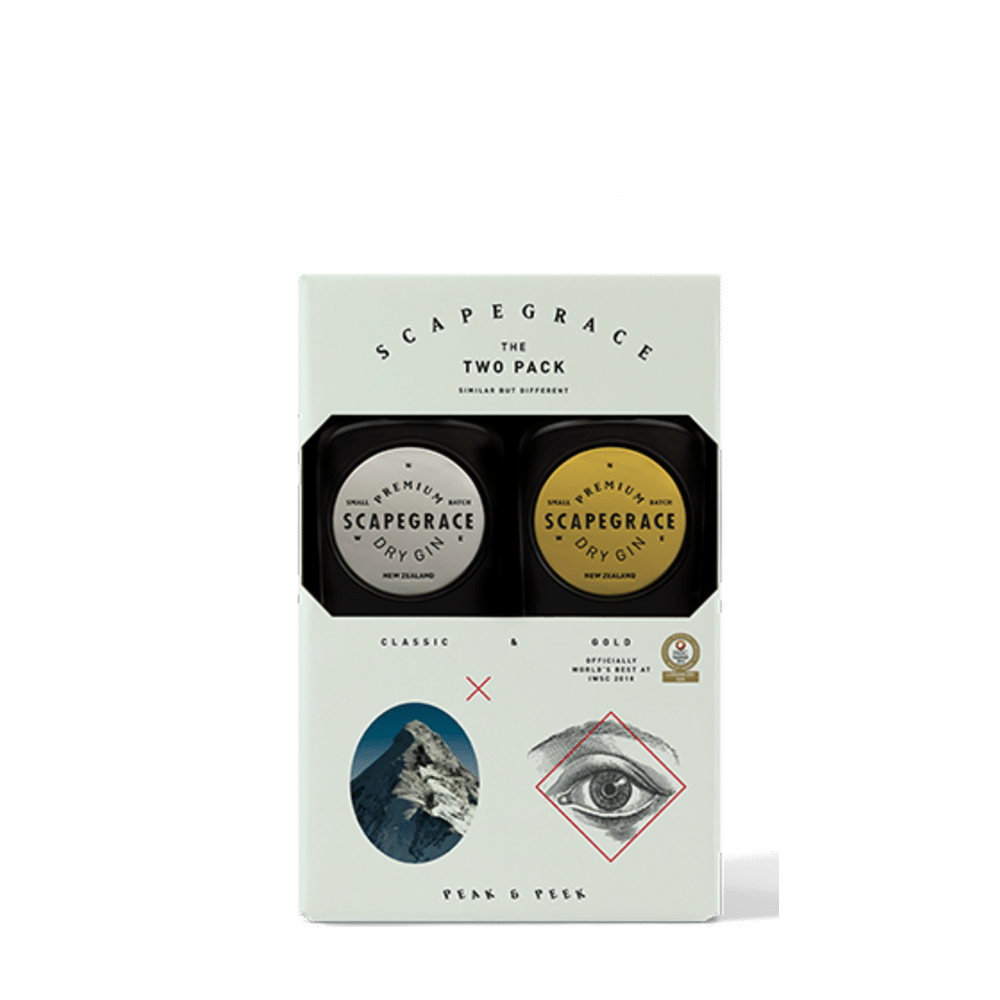 SCAPEGRACE
THE
TWO PACK
SIMILAR BUT DIFFERENT
N
PREMIUM
SMALL BATCH
SCAPEGRACE
W E
DRY GIN
NEW ZEALAND
N
PREMIUM
SMALL BATCH
SCAPEGRACE
W E
DRY GIN
NEW ZEALAND
CLASSIC & GOLD
OFFICIALLY
WORLD'S BEST AT
IWSC 2018
PEAK & PEEK